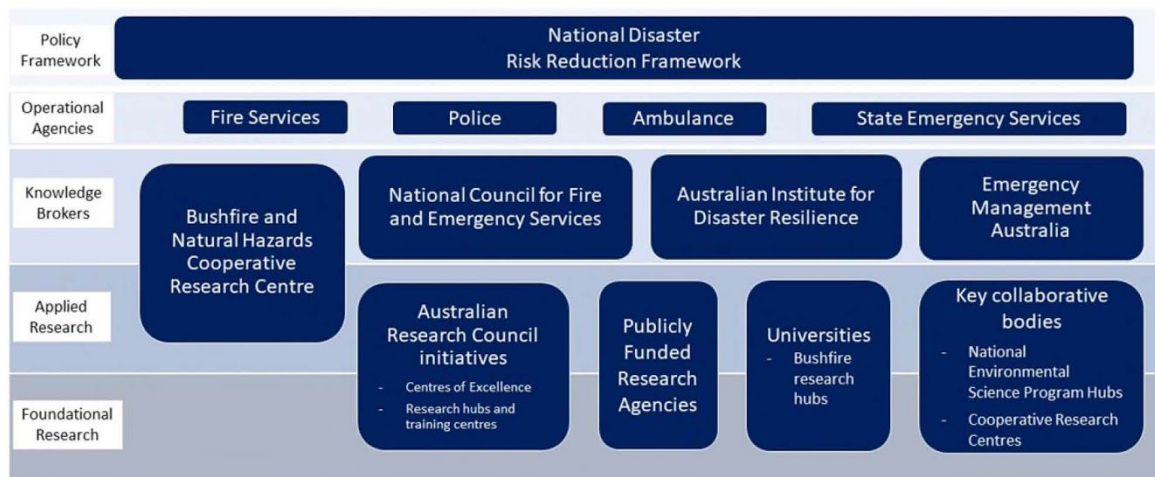 Policy
Framework
National Disaster
Risk Reduction Framework
Operational
Agencies
Fire Services
Police
Ambulance
State Emergency Services
Knowledge
Brokers
Bushfire and
Natural Hazards
Cooperative
Research Centre
National Council for Fire
and Emergency Services
Australian Institute for
Disaster Resilience
Emergency
Management
Australia
Applied
Research
Australian
Research Council
initiatives
- Centres of Excellence
- Research hubs and
training centres
Publicly
Funded
Research
Agencies
Universities
- Bushfire
research
hubs
Key collaborative
bodies
- National
Environmental
Science Program Hubs
- Cooperative Research
Centres
Foundational
Research